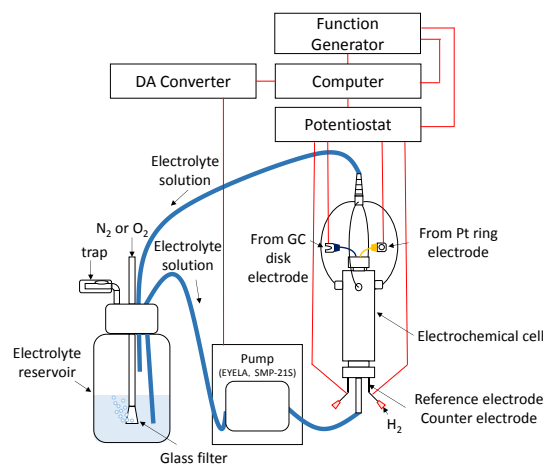 Function
Generator
DA Converter
Computer
Potentiostat
Electrolyte
solution
N2 or O2
Electrolyte
solution
trap
From GC
disk
electrode
From Pt ring
electrode
Electrochemical cell
Electrolyte
reservoir
Pump
(EYELA, SMP-21S)
Reference electrode
Counter electrode
H2
Glass filter